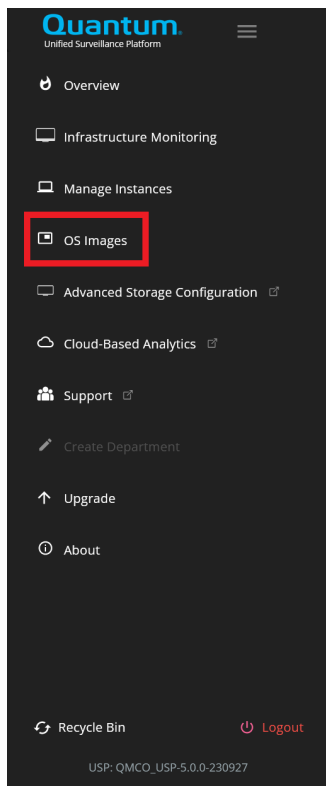 Quantum.
Unified Surveillance Platform
Overview
Infrastructure Monitoring
Manage Instances
OS Images
Advanced Storage Configuration
Cloud-Based Analytics
Support
Create Department
Upgrade
About
Recycle Bin
Logout
USP: QMCO_USP-5.0.0-230927